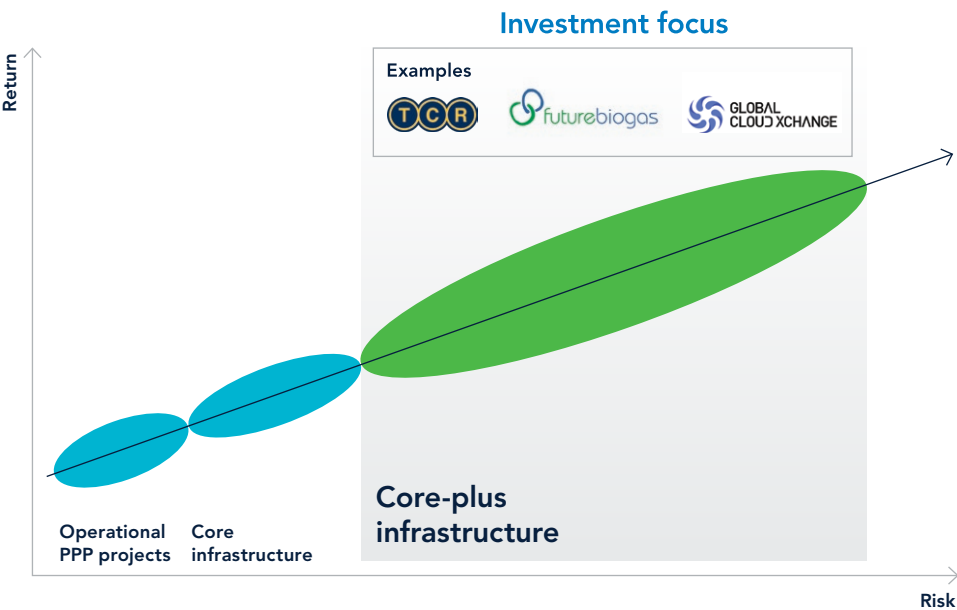 Investment focus
Return
Examples
TCR
futurebiogas
GLOBAL
CLOUD XCHANGE
Core-plus
infrastructure
Operational
PPP projects
Core
infrastructure
Risk